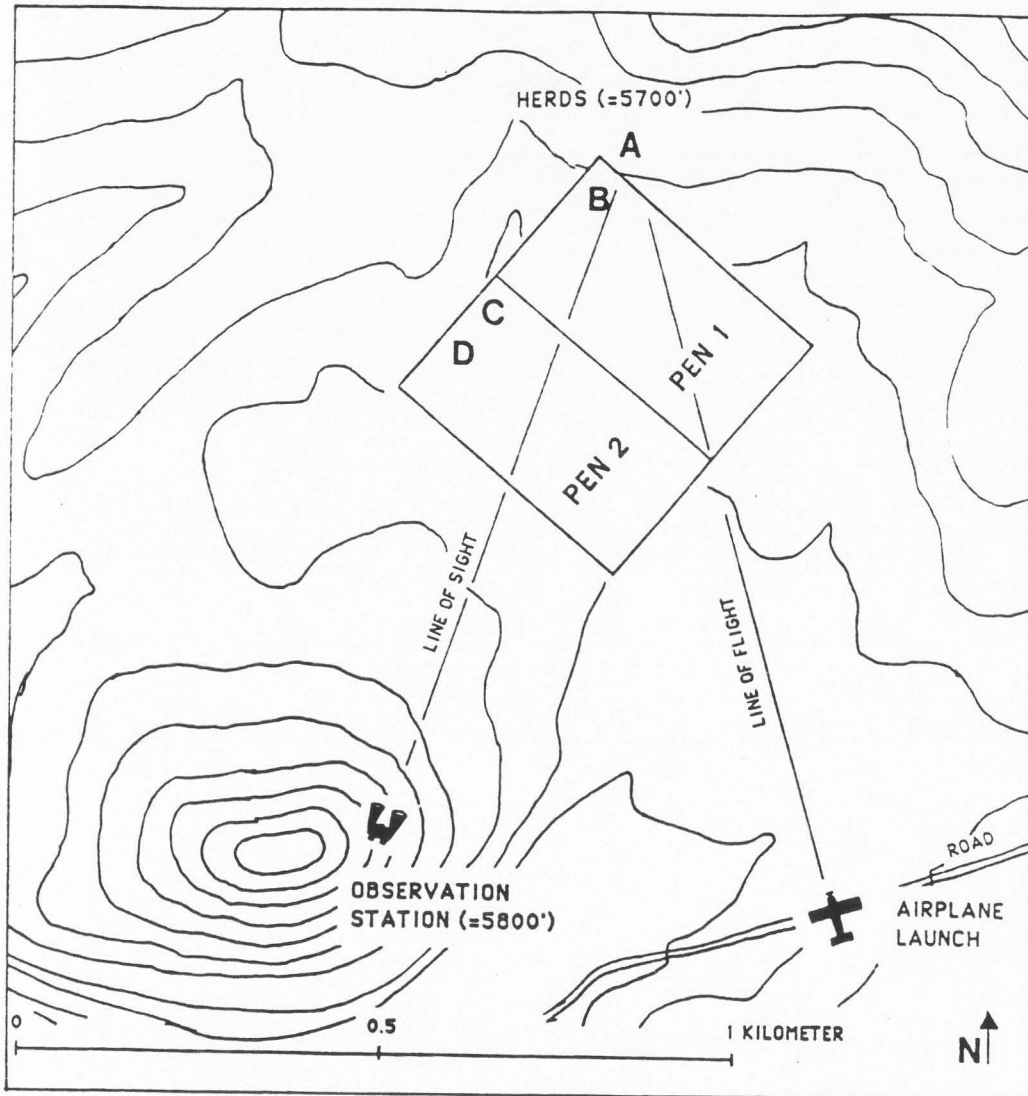 HERDS (=5700')
A
B
C
D
PEN 1
PEN 2
LINE OF SIGHT
LINE OF FLIGHT
ROAD
OBSERVATION
STATION (=5800')
AIRPLANE
LAUNCH
0
0.5
1 KILOMETER
N